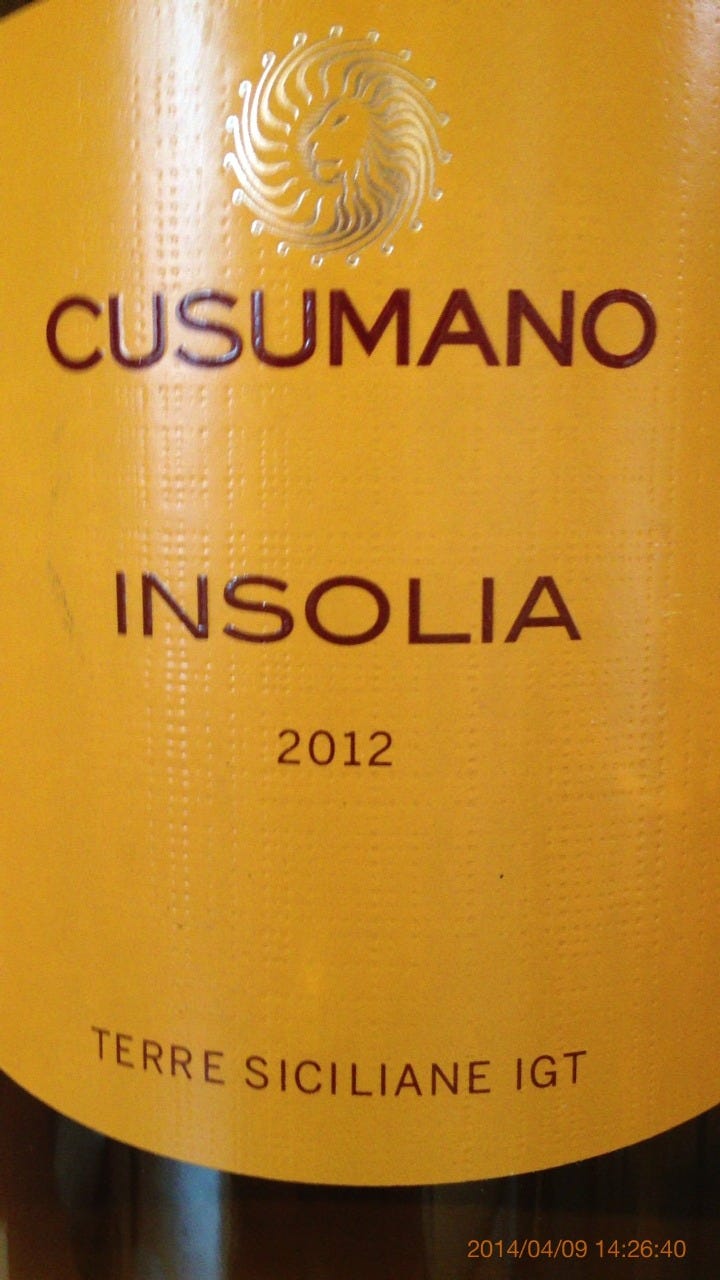 CUSUMANO
INSOLIA
2012
TERRE SICILIANE IGT
2014/04/09 14:26:40